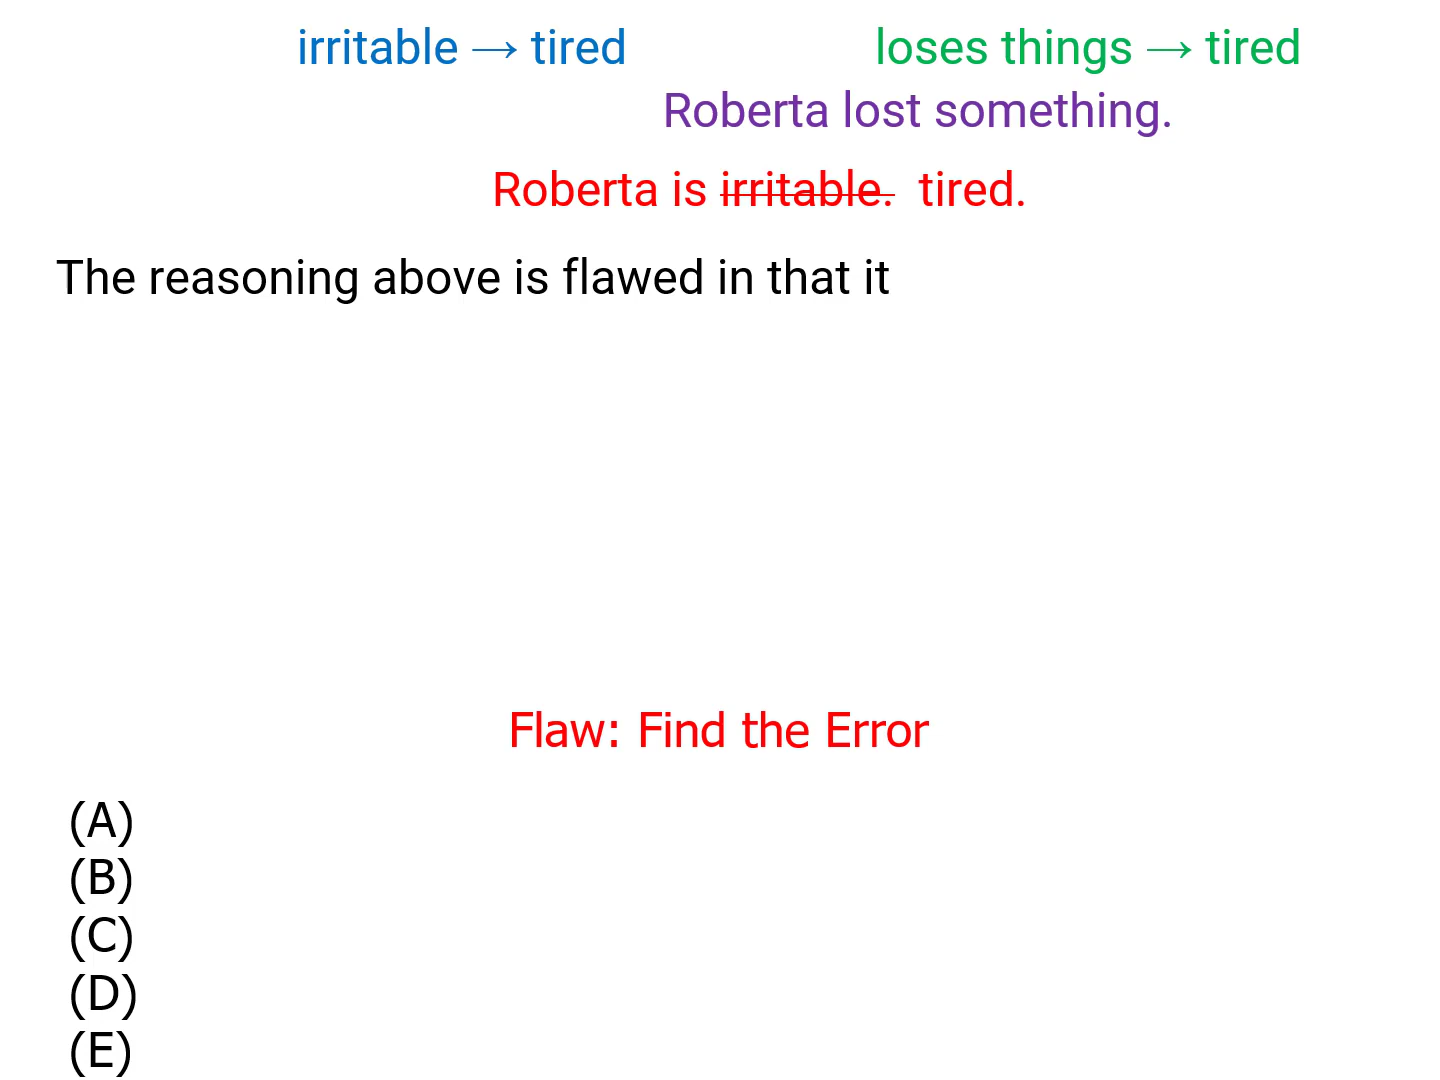 irritable → tired loses things → tired
Roberta lost something.
Roberta is irritable. tired.
The reasoning above is flawed in that it
Flaw: Find the Error
(A)
(B)
(C)
(D)
(E)